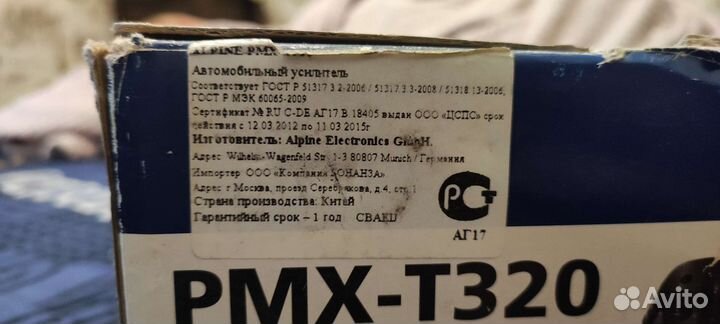 ALPINE PMX
Автомобильный усилитель
Соответствует ГОСТ Р 51317 3.2-2006 / 51317 3.3-2008 / 51318 13-2006,
ГОСТ Р МЭК 60065-2009
Сертификат № RU C-DE АГ17 В 18405 выдан ООО «ЦСПС» срок
действия с 12.03.2012 по 11.03.2015г
Изготовитель: Alpine Electronics GmbH.
Адрес Wilhelm-Wagenfeld Str 1-3 80807 Munich / Германия
Импортер ООО «Компания БОНАНЗА»
Адрес г Москва, проезд Серебрякова, д.4, стр 1
Страна производства: Китай
Гарантийный срок – 1 год
РСТ
АГ17
PMX-T320
Avito